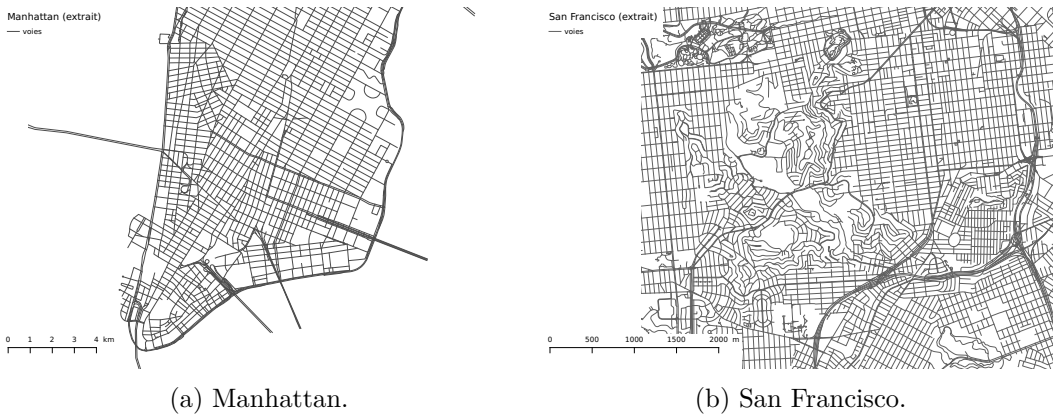 Manhattan (extrait)
voies
0 1 2 3 4 km
(a) Manhattan.
San Francisco (extrait)
voies
0 500 1000 1500 2000 m
(b) San Francisco.